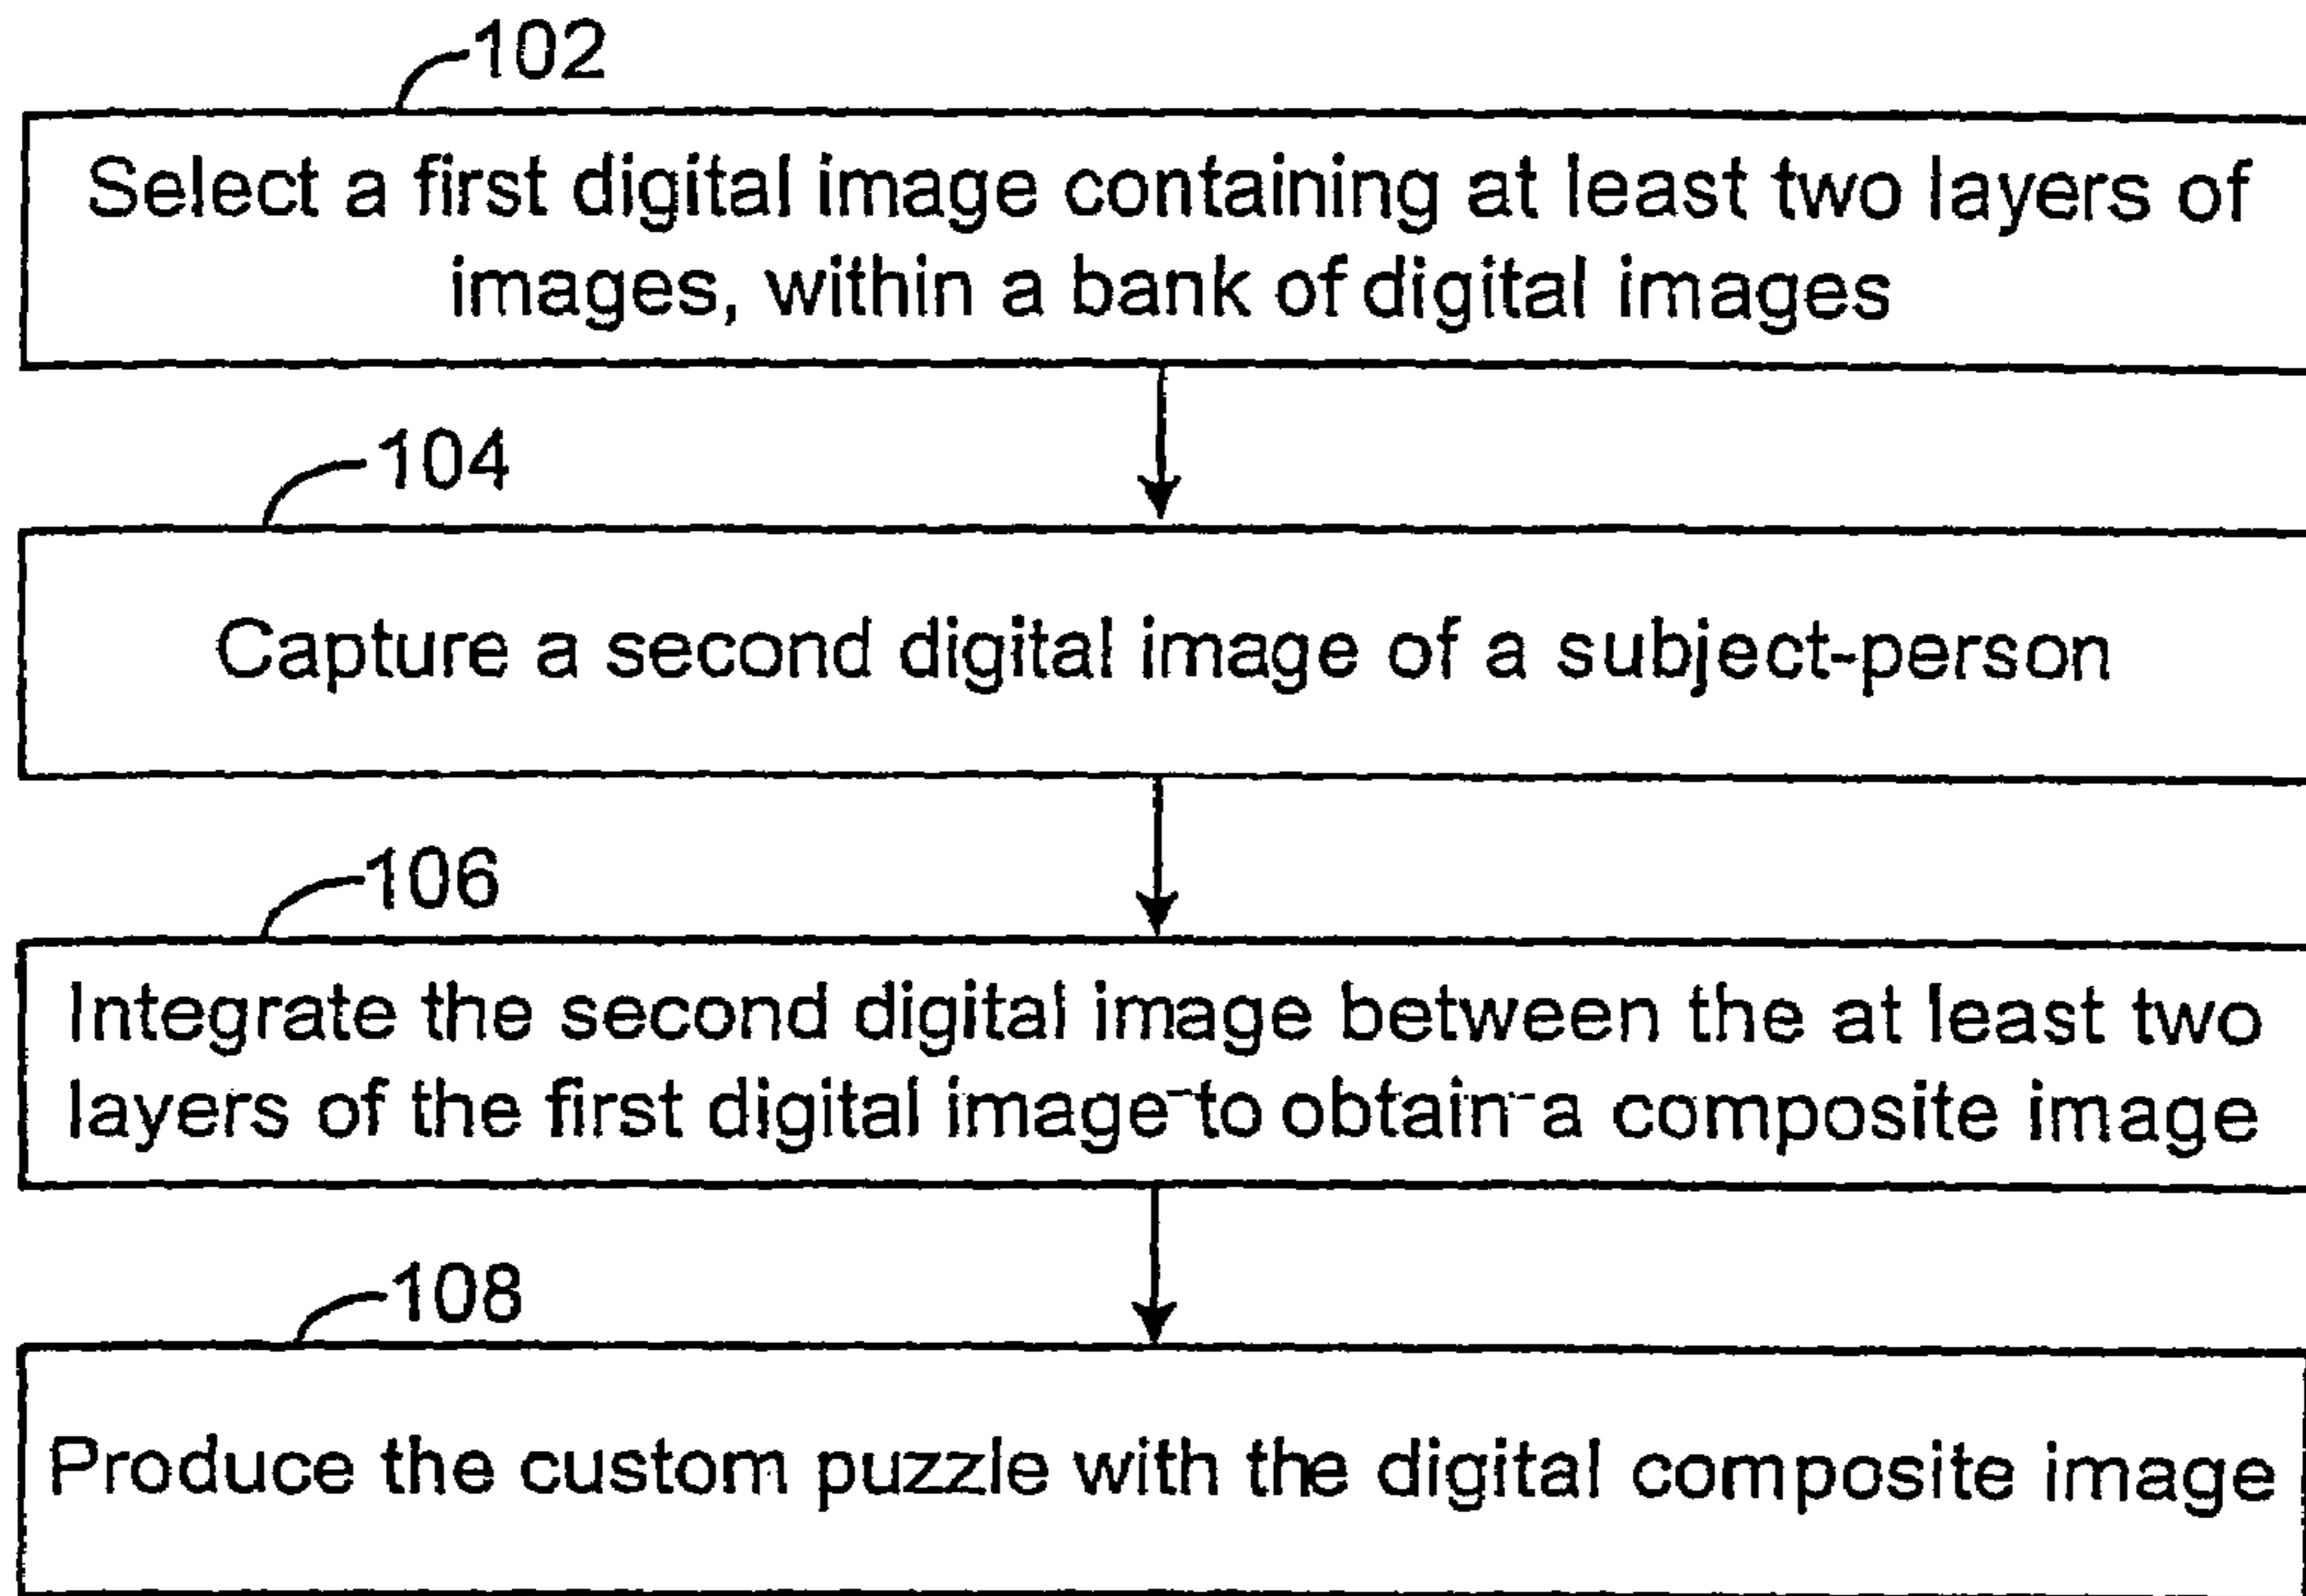 102
Select a first digital image containing at least two layers of
images, within a bank of digital images
104
Capture a second digital image of a subject-person
106
Integrate the second digital image between the at least two
layers of the first digital image to obtain a composite image
108
Produce the custom puzzle with the digital composite image